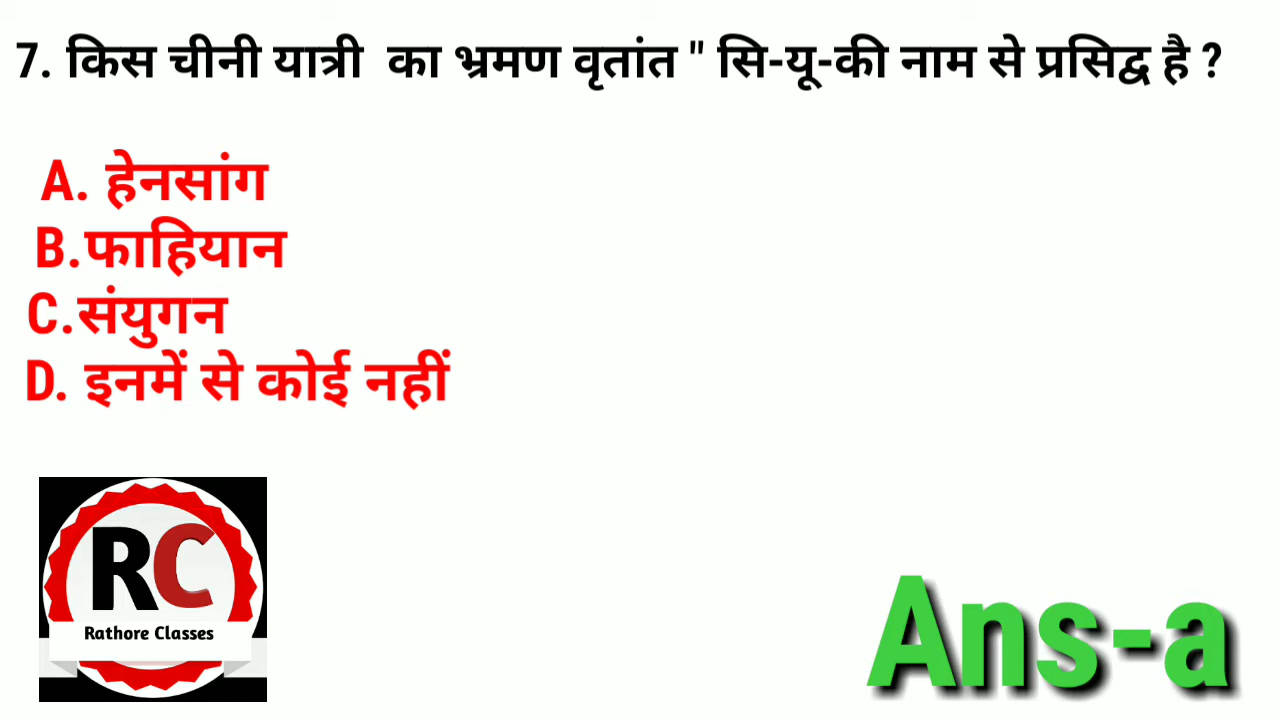 7. किस चीनी यात्री का भ्रमण वृतांत " सि-यू-की नाम से प्रसिद्व है ?
A. हेनसांग
B.फाहियान
C.संयुगन
D. इनमें से कोई नहीं
RC
Rathore Classes
Ans-a